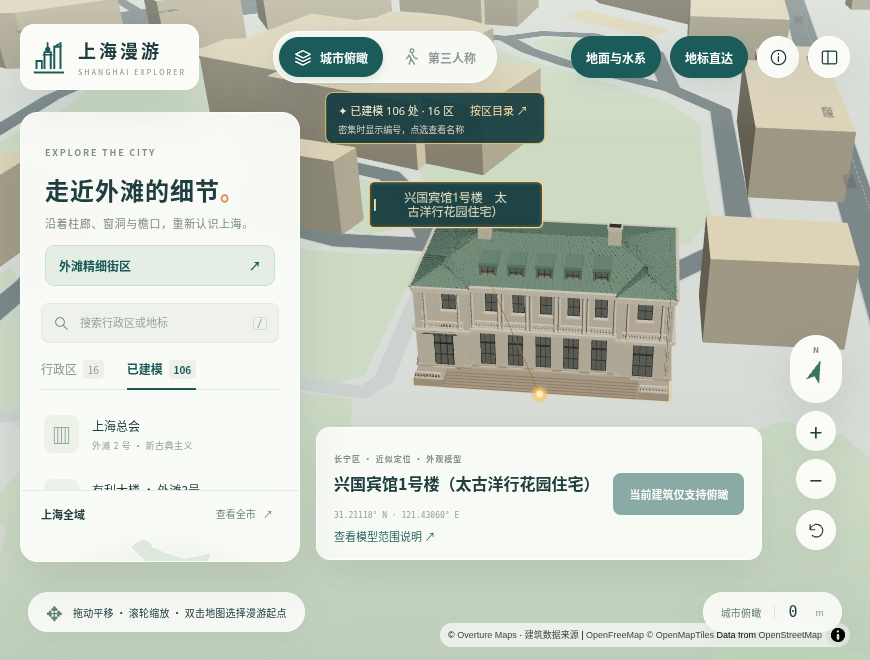 上海漫游
SHANGHAI EXPLORER
城市俯瞰
第三人称
地面与水系
地标直达
✦ 已建模 106 处 · 16 区 按区目录 ↗
密集时显示编号，点选查看名称
EXPLORE THE CITY
走近外滩的细节。
沿着柱廊、窗洞与檐口，重新认识上海。
外滩精细街区 ↗
搜索行政区或地标 /
行政区 16 已建模 106
上海总会
外滩 2 号 · 新古典主义
上海全域 查看全市 ↗
兴国宾馆1号楼 太
古洋行花园住宅）
N
长宁区 · 近似定位 · 外观模型
兴国宾馆1号楼（太古洋行花园住宅）
31.21118° N · 121.43060° E
查看模型范围说明 ↗
当前建筑仅支持俯瞰
拖动平移 · 滚轮缩放 · 双击地图选择漫游起点
城市俯瞰 0 m
© Overture Maps · 建筑数据来源 | OpenFreeMap © OpenMapTiles Data from OpenStreetMap